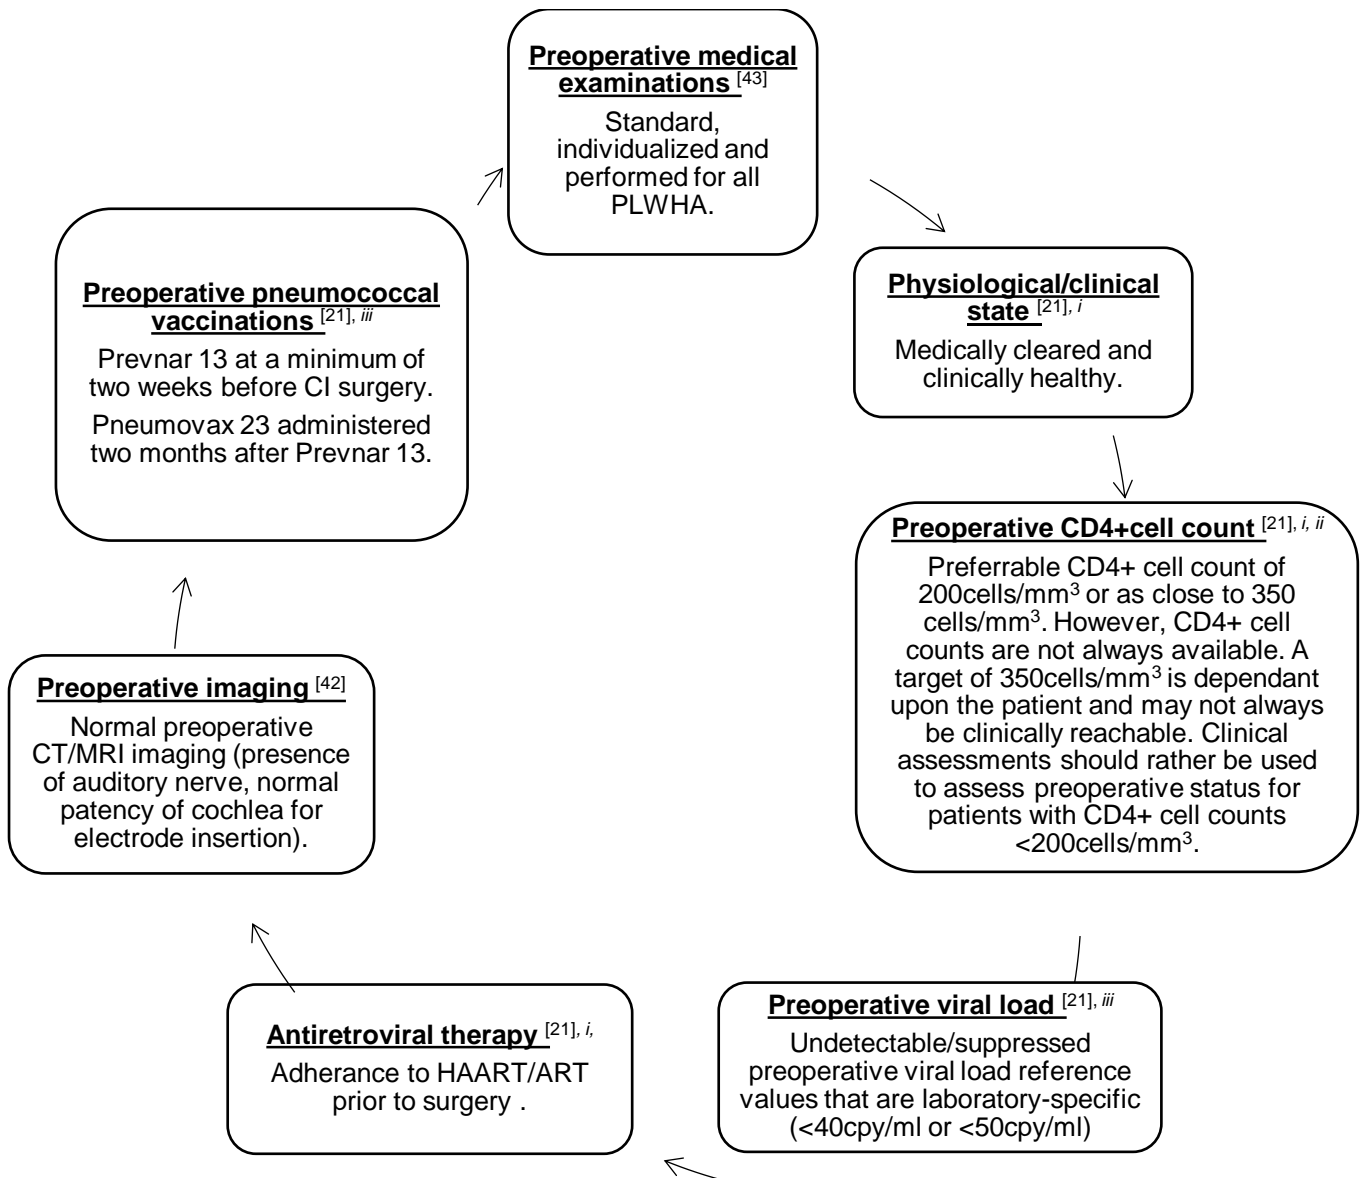 Preoperative medical
examinations [43]
Standard,
individualized and
performed for all
PLWHA.
Physiological/clinical
state [21], i
Medically cleared and
clinically healthy.
Preoperative CD4+cell count [21], i, ii
Preferrable CD4+ cell count of
200cells/mm³ or as close to 350
cells/mm³. However, CD4+ cell
counts are not always available. A
target of 350cells/mm³ is dependant
upon the patient and may not always
be clinically reachable. Clinical
assessments should rather be used
to assess preoperative status for
patients with CD4+ cell counts
<200cells/mm³.
Preoperative viral load [21], iii
Undetectable/suppressed
preoperative viral load reference
values that are laboratory-specific
(<40cpy/ml or <50cpy/ml)
Antiretroviral therapy [21], i,
Adherance to HAART/ART
prior to surgery .
Preoperative imaging [42]
Normal preoperative
CT/MRI imaging (presence
of auditory nerve, normal
patency of cochlea for
electrode insertion).
Preoperative pneumococcal
vaccinations [21], iii
Prevnar 13 at a minimum of
two weeks before CI surgery.
Pneumovax 23 administered
two months after Prevnar 13.